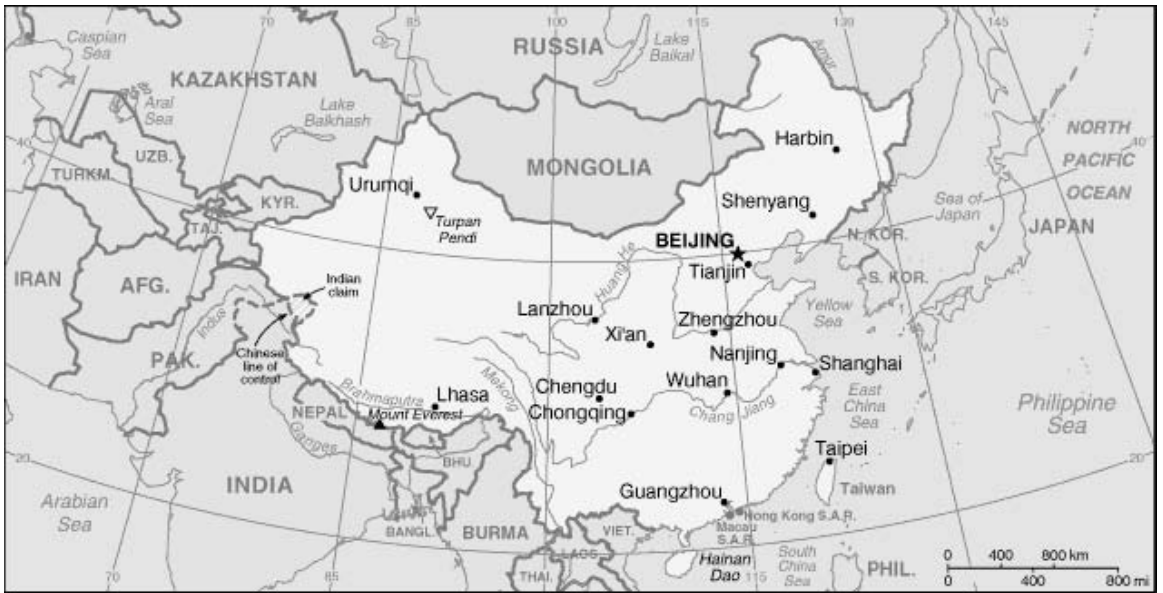 70
85
100
115
130
145
Caspian
Sea
RUSSIA
Lake
Baikal
Amur
KAZAKHSTAN
Aral
Sea
Lake
Balkhash
Harbin
NORTH
PACIFIC
OCEAN
40
40
UZB.
TURKM.
MONGOLIA
Urumqi
KYR.
Turpan
Pendi
Shenyang
Sea of
Japan
JAPAN
TAJ.
BEIJING
N. KOR.
Tianjin
S. KOR.
IRAN
AFG.
Indian
claim
Huang He
Lanzhou
Zhengzhou
Yellow
Sea
Indus
Xi'an
PAK.
Chinese
line of
control
Nanjing
Shanghai
Mekong
Wuhan
Brahmaputra
Lhasa
Chengdu
Chongqing
Chang Jiang
East
China
Sea
Philippine
Sea
NEPAL
Mount Everest
Ganges
BHU.
Taipei
20
20
INDIA
Guangzhou
Taiwan
Arabian
Sea
BANGL.
BURMA
VIET.
Hong Kong S.A.R.
Macau
S.A.R.
LAOS
Hainan
Dao
South
China
Sea
PHIL.
THAI.
0 400 800 km
0 400 800 mi
70
85
115